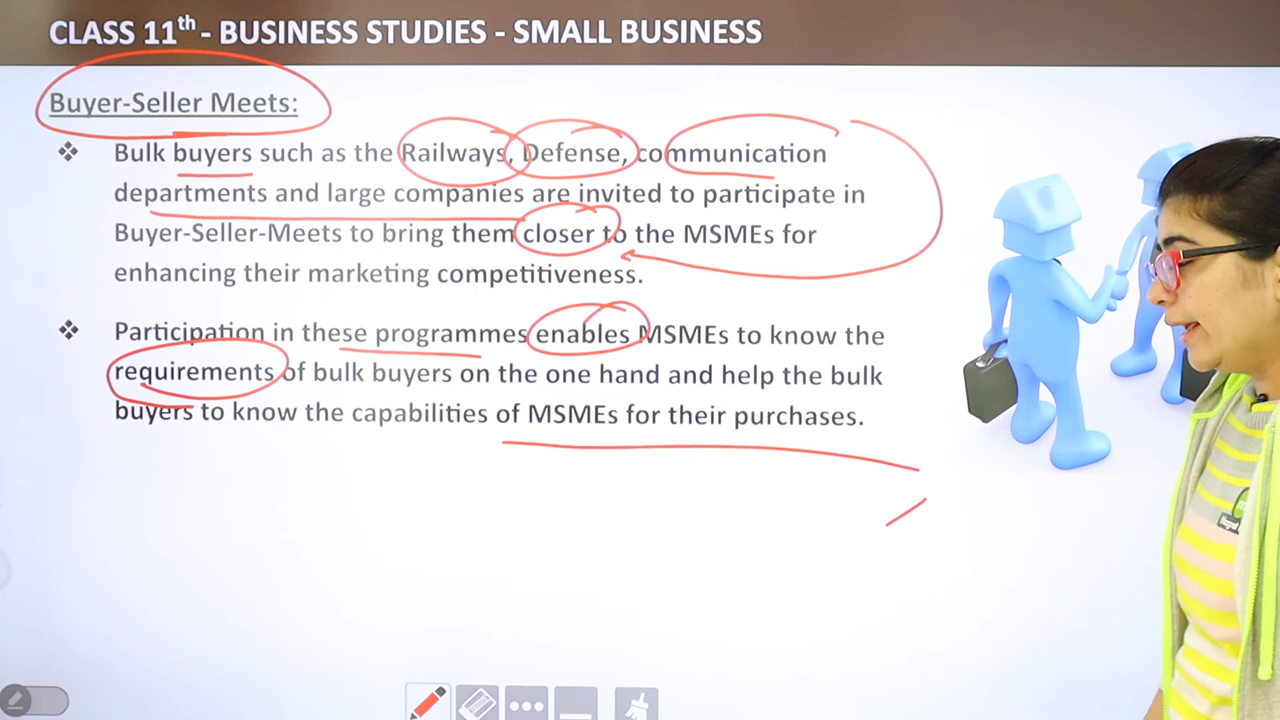 CLASS 11th - BUSINESS STUDIES - SMALL BUSINESS
Buyer-Seller Meets:
❖ Bulk buyers such as the Railways, Defense, communication
departments and large companies are invited to participate in
Buyer-Seller-Meets to bring them closer to the MSMEs for
enhancing their marketing competitiveness.
❖ Participation in these programmes enables MSMEs to know the
requirements of bulk buyers on the one hand and help the bulk
buyers to know the capabilities of MSMEs for their purchases.